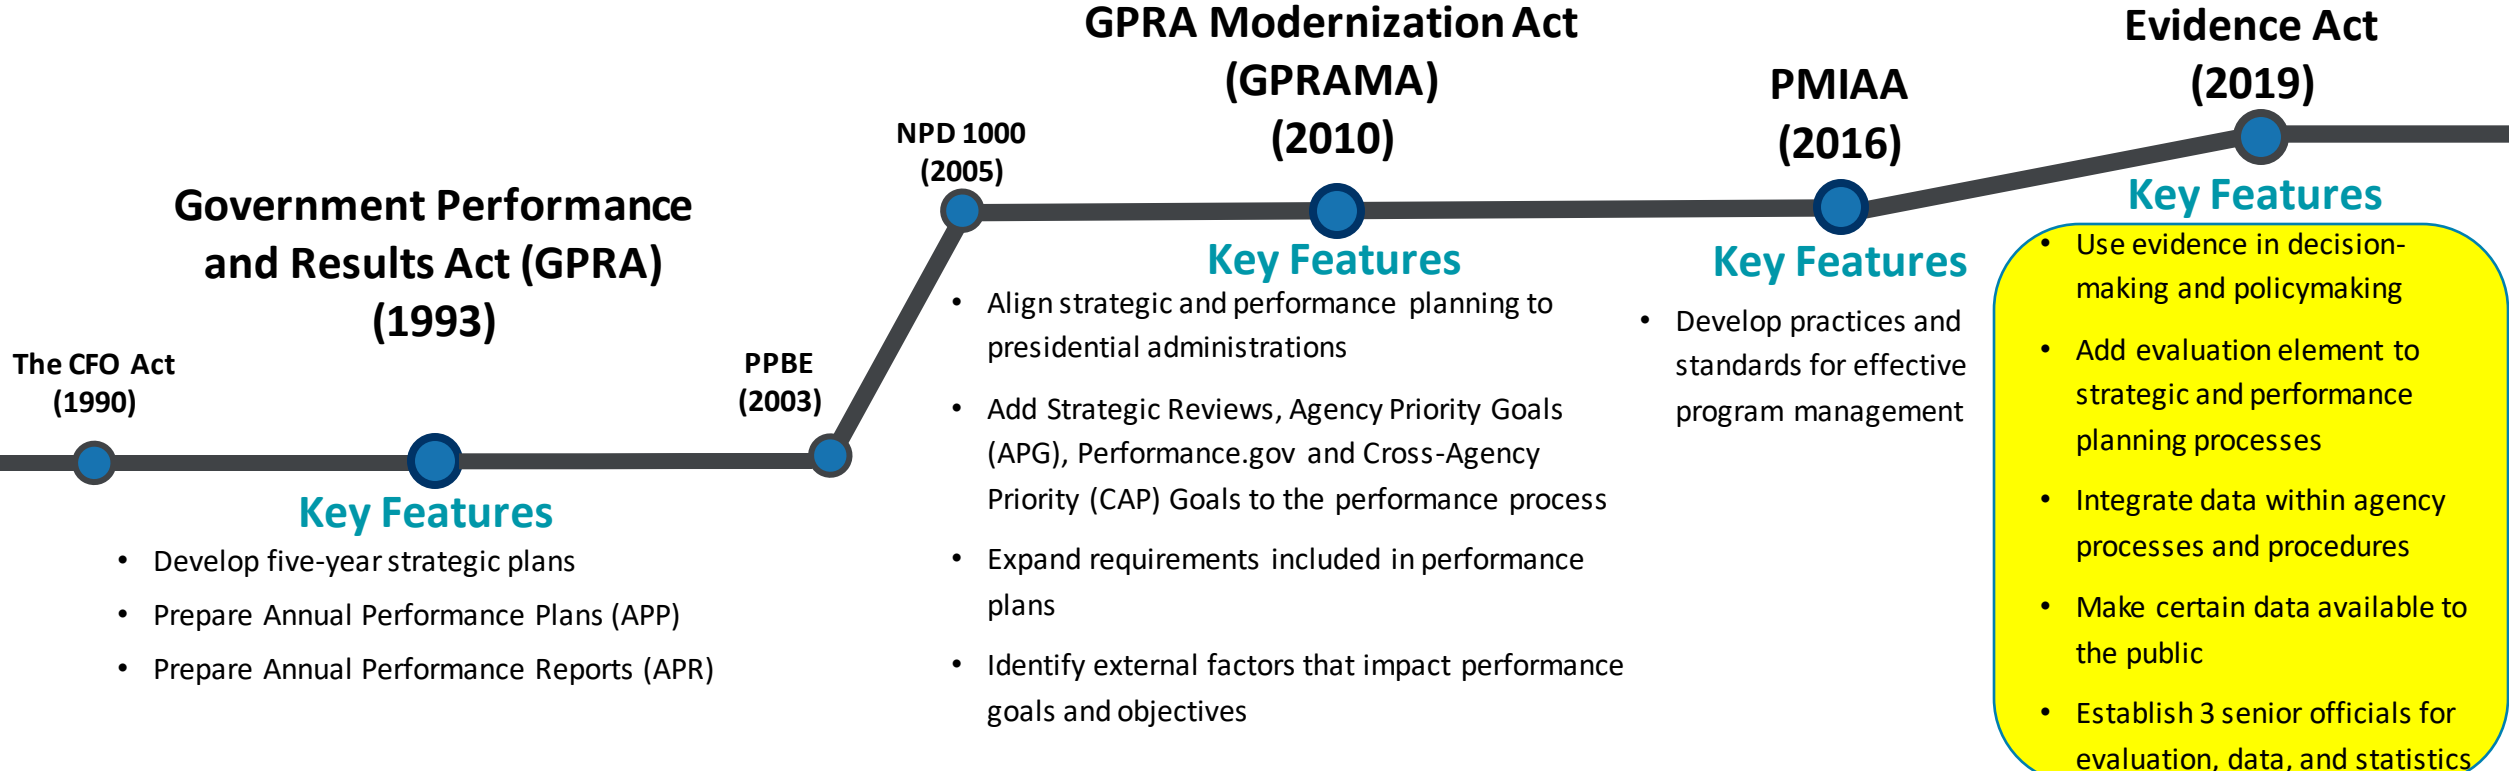 The CFO Act
(1990)
Government Performance
and Results Act (GPRA)
(1993)
Key Features
• Develop five-year strategic plans
• Prepare Annual Performance Plans (APP)
• Prepare Annual Performance Reports (APR)
PPBE
(2003)
NPD 1000
(2005)
GPRA Modernization Act
(GPRAMA)
(2010)
Key Features
• Align strategic and performance planning to
presidential administrations
• Add Strategic Reviews, Agency Priority Goals
(APG), Performance.gov and Cross-Agency
Priority (CAP) Goals to the performance process
• Expand requirements included in performance
plans
• Identify external factors that impact performance
goals and objectives
PMIAA
(2016)
Key Features
• Develop practices and
standards for effective
program management
Evidence Act
(2019)
Key Features
• Use evidence in decision-
making and policymaking
• Add evaluation element to
strategic and performance
planning processes
• Integrate data within agency
processes and procedures
• Make certain data available to
the public
• Establish 3 senior officials for
evaluation, data, and statistics